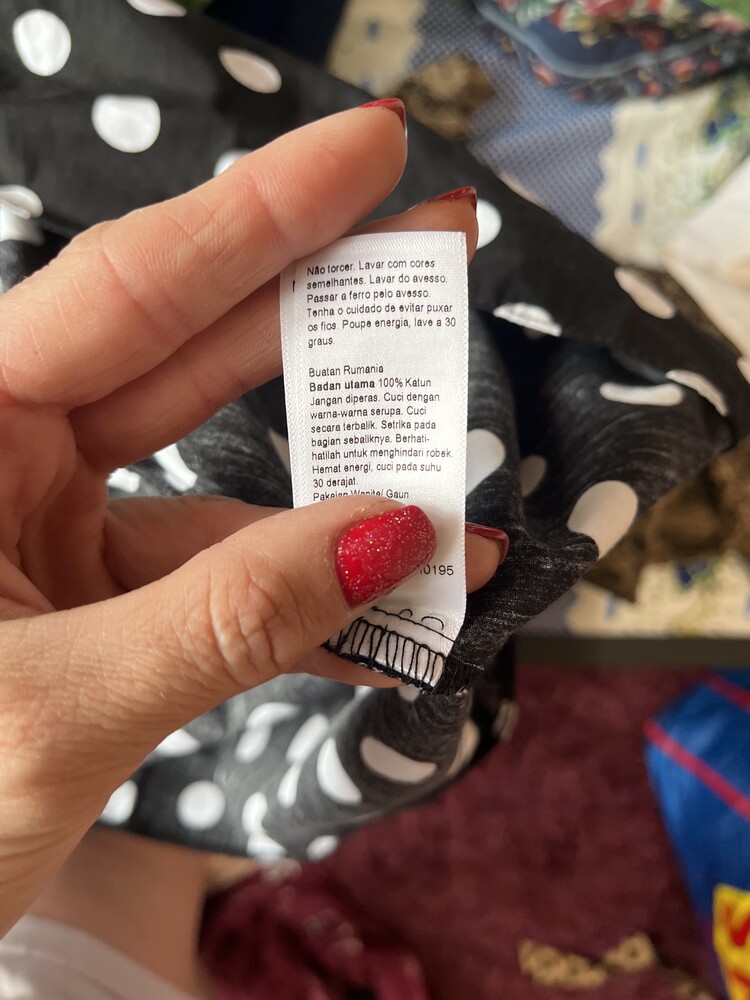 Não torcer. Lavar com cores
semelhantes. Lavar do avesso.
Passar a ferro pelo avesso.
Tenha o cuidado de evitar puxar
os fios. Poupe energia, lave a 30
graus.
Buatan Rumania
Badan utama 100% Katun
Jangan diperas. Cuci dengan
warna-warna serupa. Cuci
secara terbalik. Setrika pada
bagian sebaliknya. Berhati-
hatilah untuk menghindari robek.
Hemat energi, cuci pada suhu
30 derajat.
Pakaian Wanita/ Gaun
0195